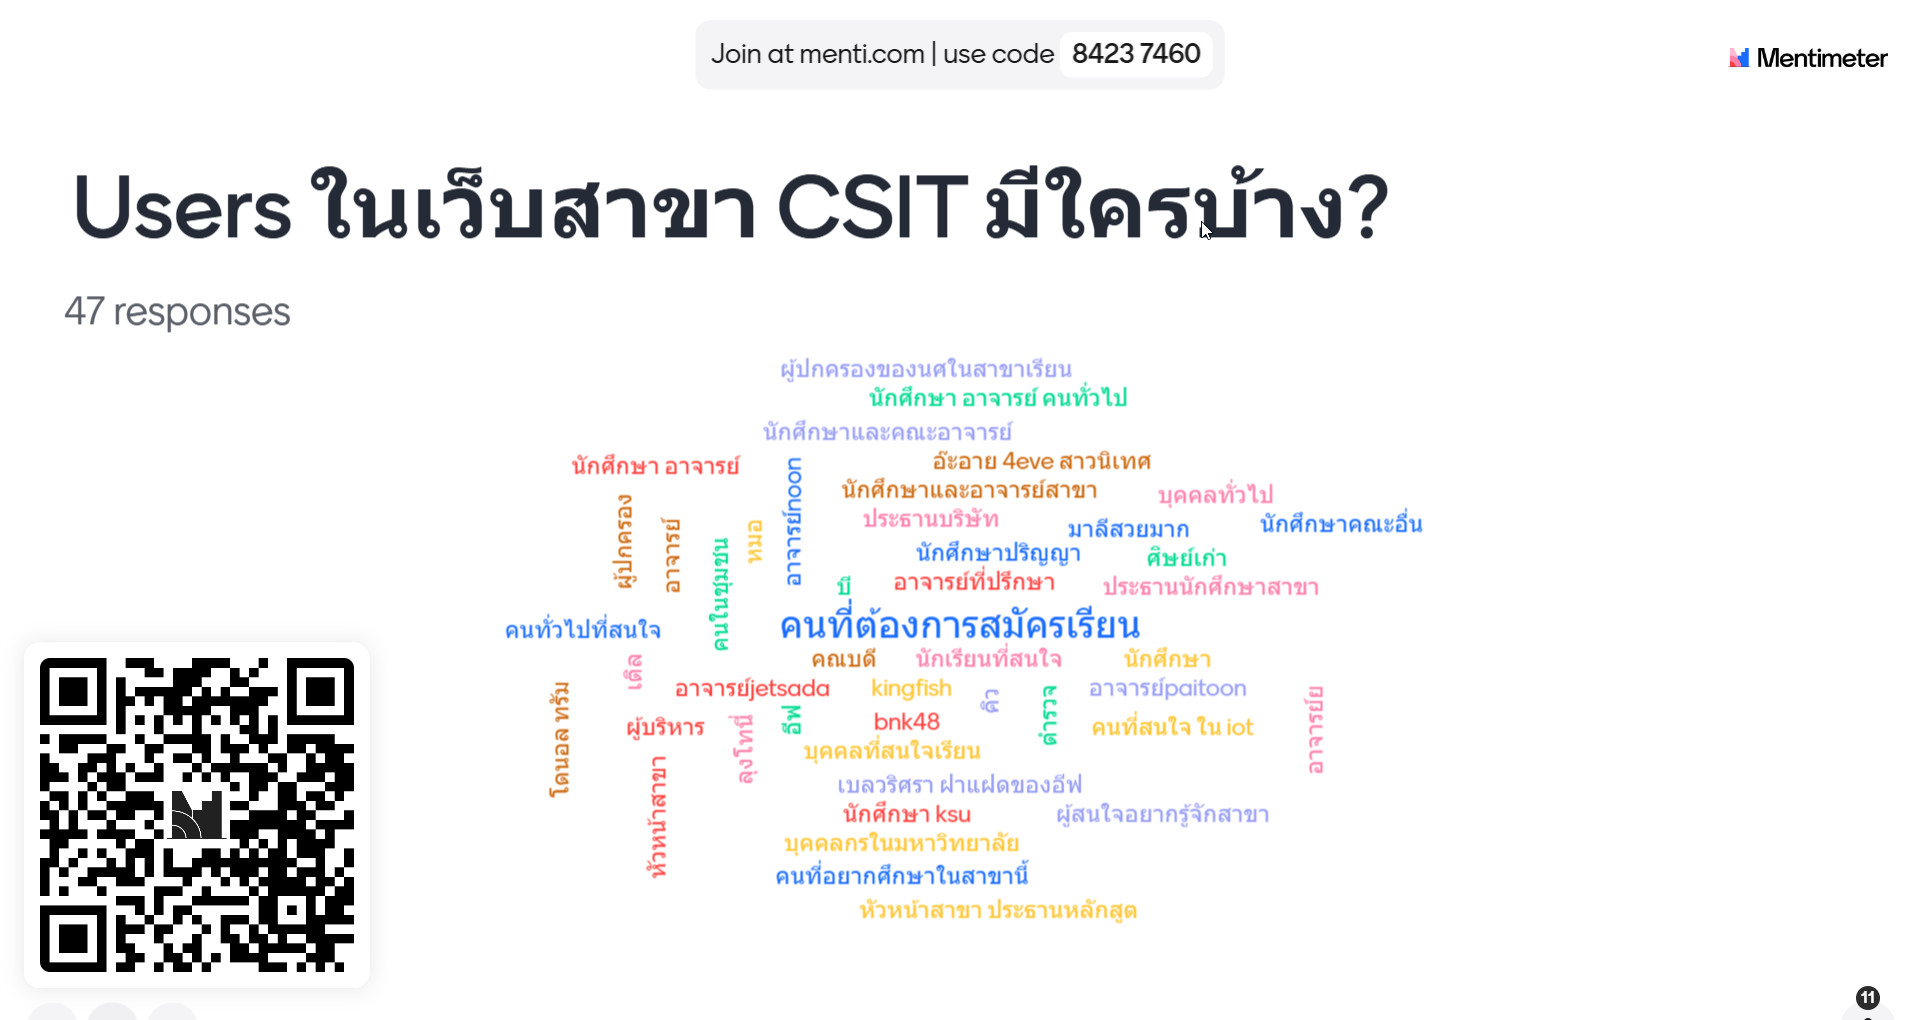 Join at menti.com | use code 8423 7460
Mentimeter
Users ในเว็บสาขา CSIT มีใครบ้าง?
47 responses
ผู้ปกครองของนศในสาขาเรียน
นักศึกษา อาจารย์ คนทั่วไป
นักศึกษาและคณะอาจารย์
นักศึกษา อาจารย์
อ๊ะอาย 4eve สาวนิเทศ
นักศึกษาและอาจารย์สาขา
บุคคลทั่วไป
ผู้ปกครอง
อาจารย์
หมอ
อาจารย์noon
ประธานบริษัท
มาลีสวยมาก
นักศึกษาคณะอื่น
คนในชุมชน
นักศึกษาปริญญา
ศิษย์เก่า
บี
อาจารย์ที่ปรึกษา
ประธานนักศึกษาสาขา
คนทั่วไปที่สนใจ
คนที่ต้องการสมัครเรียน
เติ้ล
คณบดี
นักเรียนที่สนใจ
นักศึกษา
โดนอล ทรัม
อาจารย์jetsada
kingfish
คิ้ว
ตำรวจ
อาจารย์paitoon
อาจารย์ย
ผู้บริหาร
ลุงโทนี่
อีฟ
bnk48
คนที่สนใจ ใน iot
บุคคลที่สนใจเรียน
หัวหน้าสาขา
เบลวริศรา ฝาแฝดของอีฟ
นักศึกษา ksu
ผู้สนใจอยากรู้จักสาขา
บุคคลกรในมหาวิทยาลัย
คนที่อยากศึกษาในสาขานี้
หัวหน้าสาขา ประธานหลักสูต
11